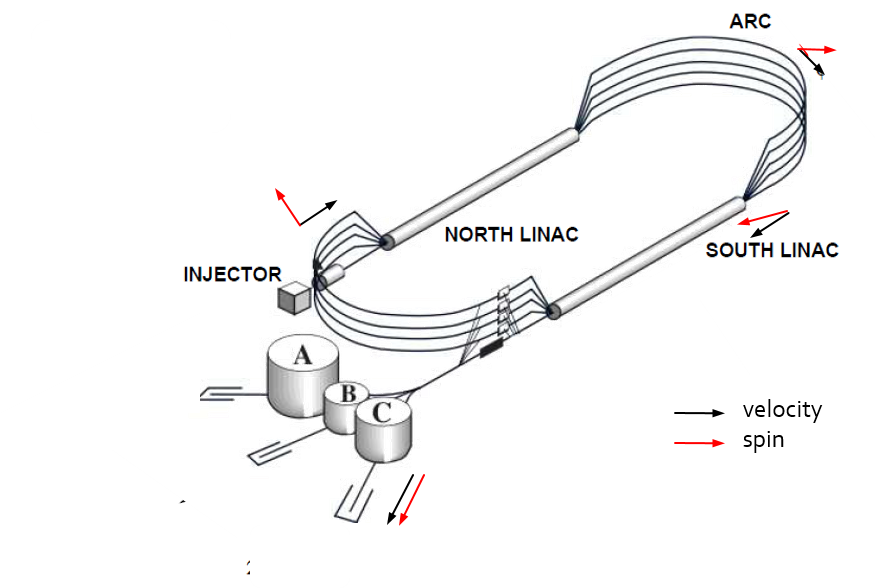 ARC
NORTH LINAC
SOUTH LINAC
INJECTOR
A
B
C
velocity
spin